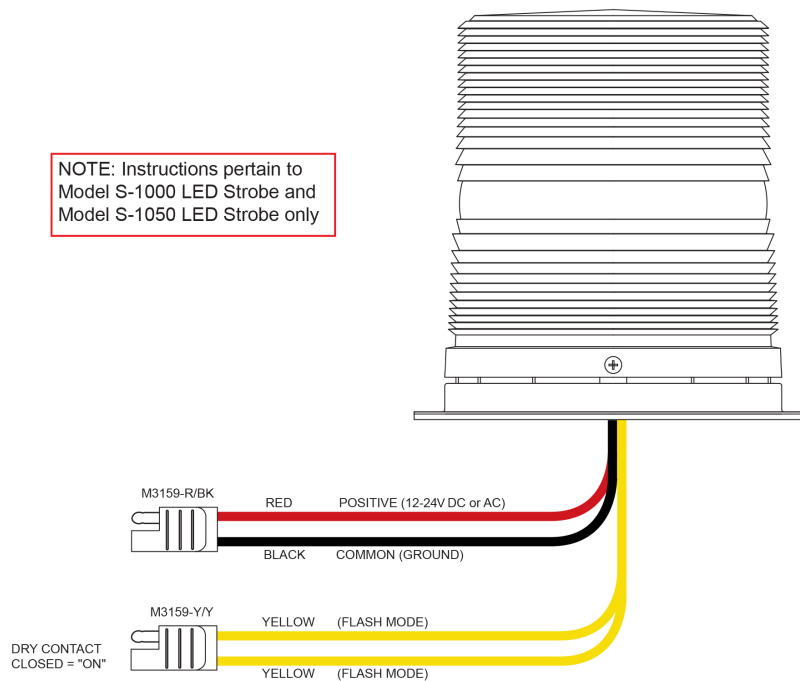 NOTE: Instructions pertain to
Model S-1000 LED Strobe and
Model S-1050 LED Strobe only
M3159-R/BK
RED POSITIVE (12-24V DC or AC)
BLACK COMMON (GROUND)
M3159-Y/Y
YELLOW (FLASH MODE)
DRY CONTACT
CLOSED = "ON"
YELLOW (FLASH MODE)